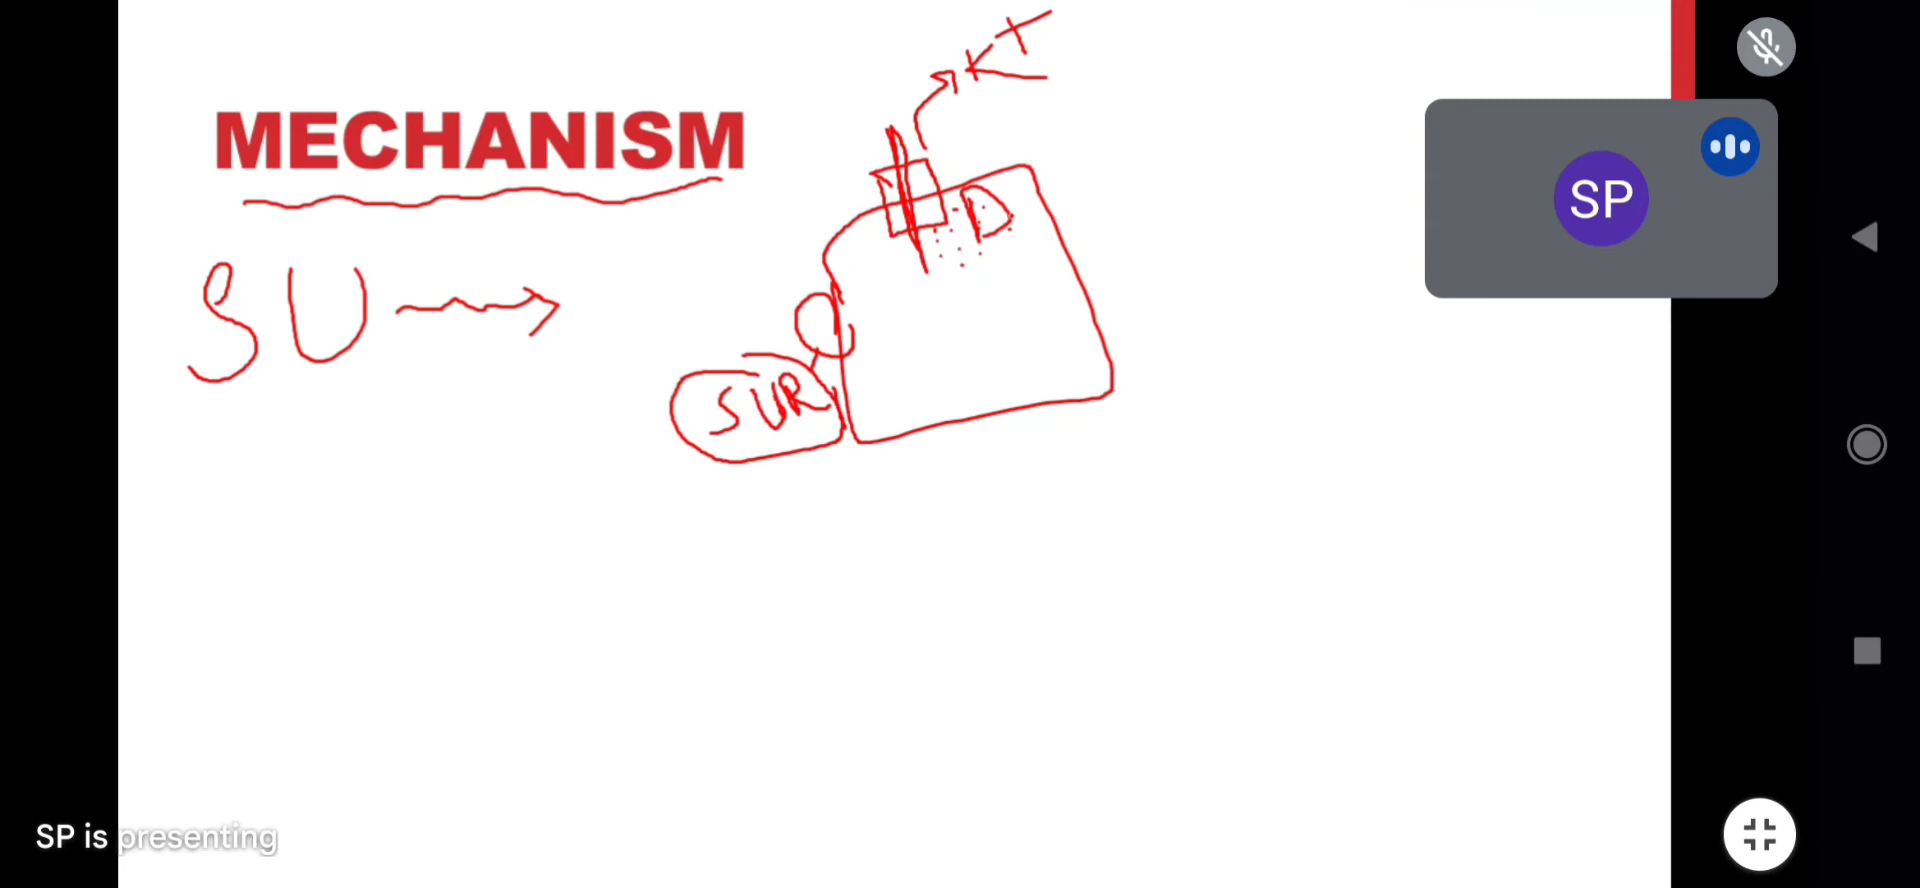 K+
MECHANISM
D
SU →
SUR
SP
SP is presenting